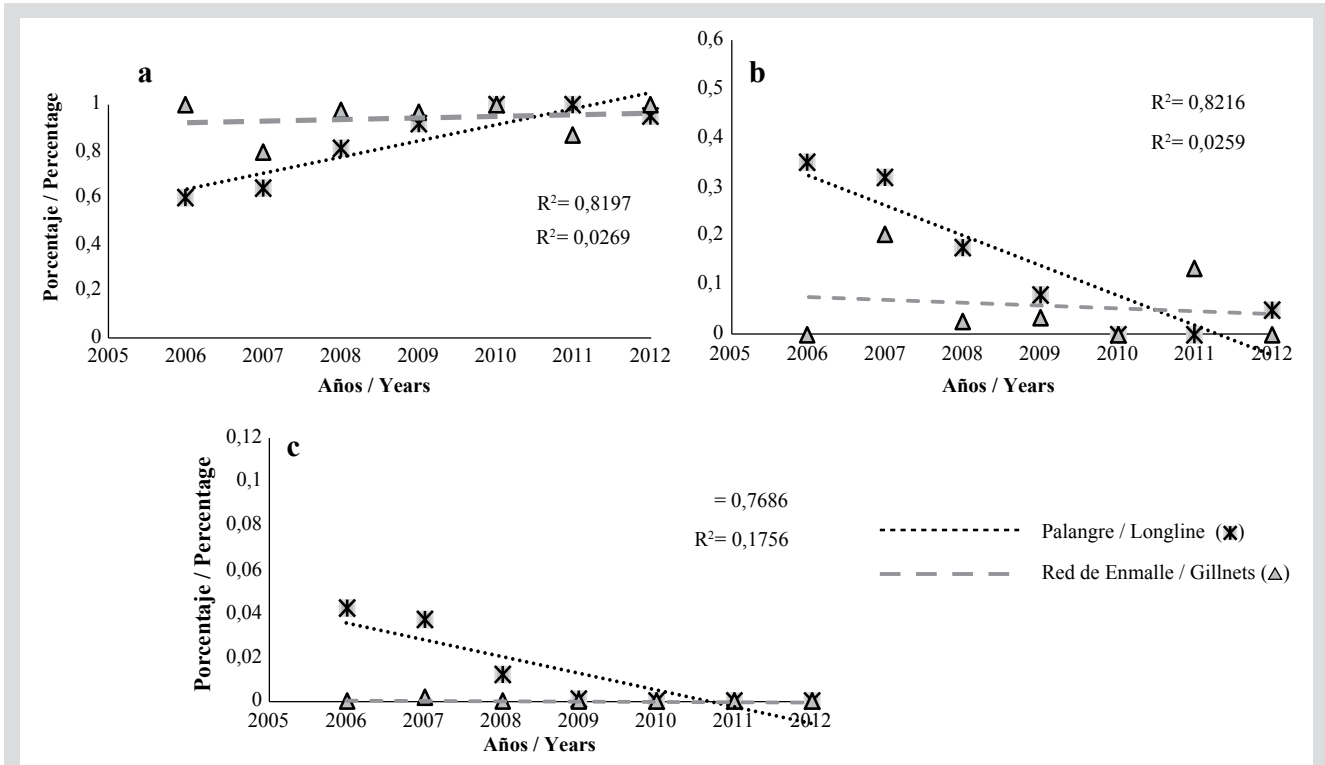 a
Porcentaje / Percentage
1
0,8
0,6
0,4
0,2
0
R²= 0,8197
R²= 0,0269
2005 2006 2007 2008 2009 2010 2011 2012
Años / Years
b
0,6
0,5
0,4
0,3
0,2
0,1
0
R²= 0,8216
R²= 0,0259
2005 2006 2007 2008 2009 2010 2011 2012
Años / Years
c
Porcentaje / Percentage
0,12
0,1
0,08
0,06
0,04
0,02
0
= 0,7686
R²= 0,1756
2005 2006 2007 2008 2009 2010 2011 2012
Años / Years
Palangre / Longline (ж)
Red de Enmalle / Gillnets (△)